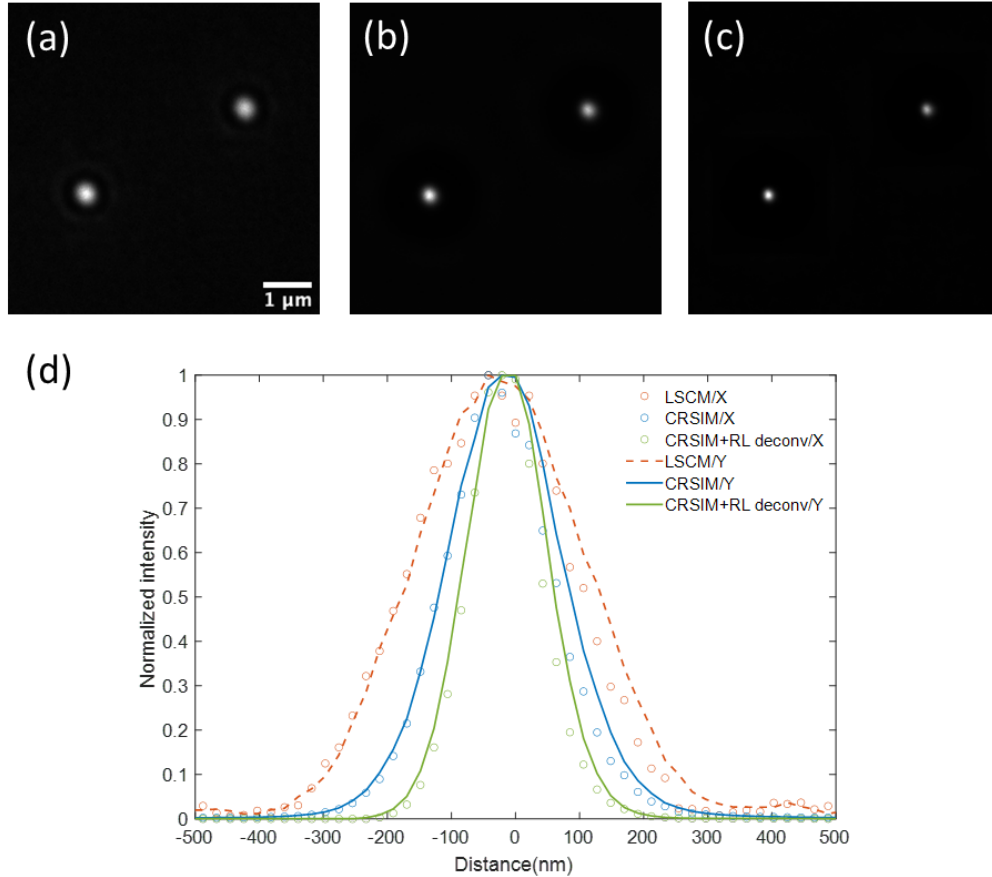 (a)
(b)
(c)
1 µm
(d)
1
0.9
0.8
0.7
0.6
0.5
0.4
0.3
0.2
0.1
0
Normalized intensity
LSCM/X
CRSIM/X
CRSIM+RL deconv/X
LSCM/Y
CRSIM/Y
CRSIM+RL deconv/Y
-500 -400 -300 -200 -100 0 100 200 300 400 500
Distance(nm)